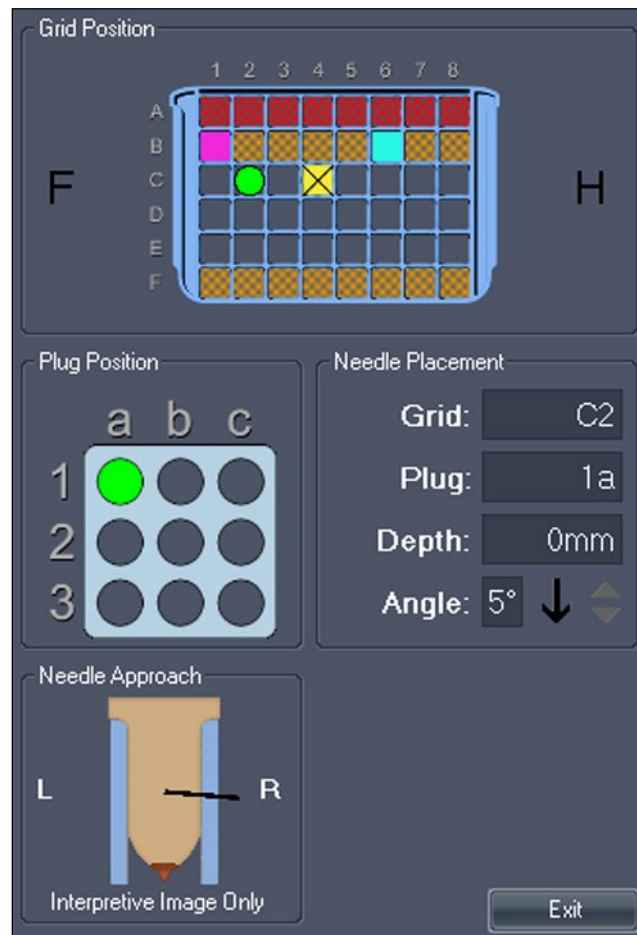 Grid Position
1 2 3 4 5 6 7 8
A
B
C
D
E
F
F
H
Plug Position
a b c
1
2
3
Needle Placement
Grid: C2
Plug: 1a
Depth: 0mm
Angle: 5°
Needle Approach
L
R
Interpretive Image Only
Exit